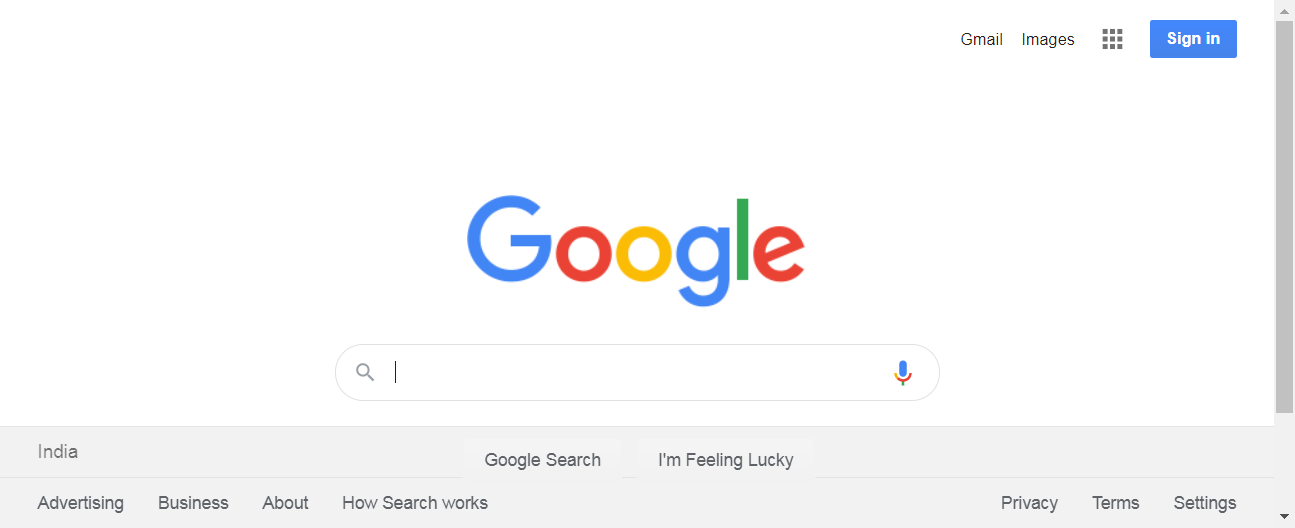 Gmail Images Sign in
Google
India
Google Search I'm Feeling Lucky
Advertising Business About How Search works Privacy Terms Settings